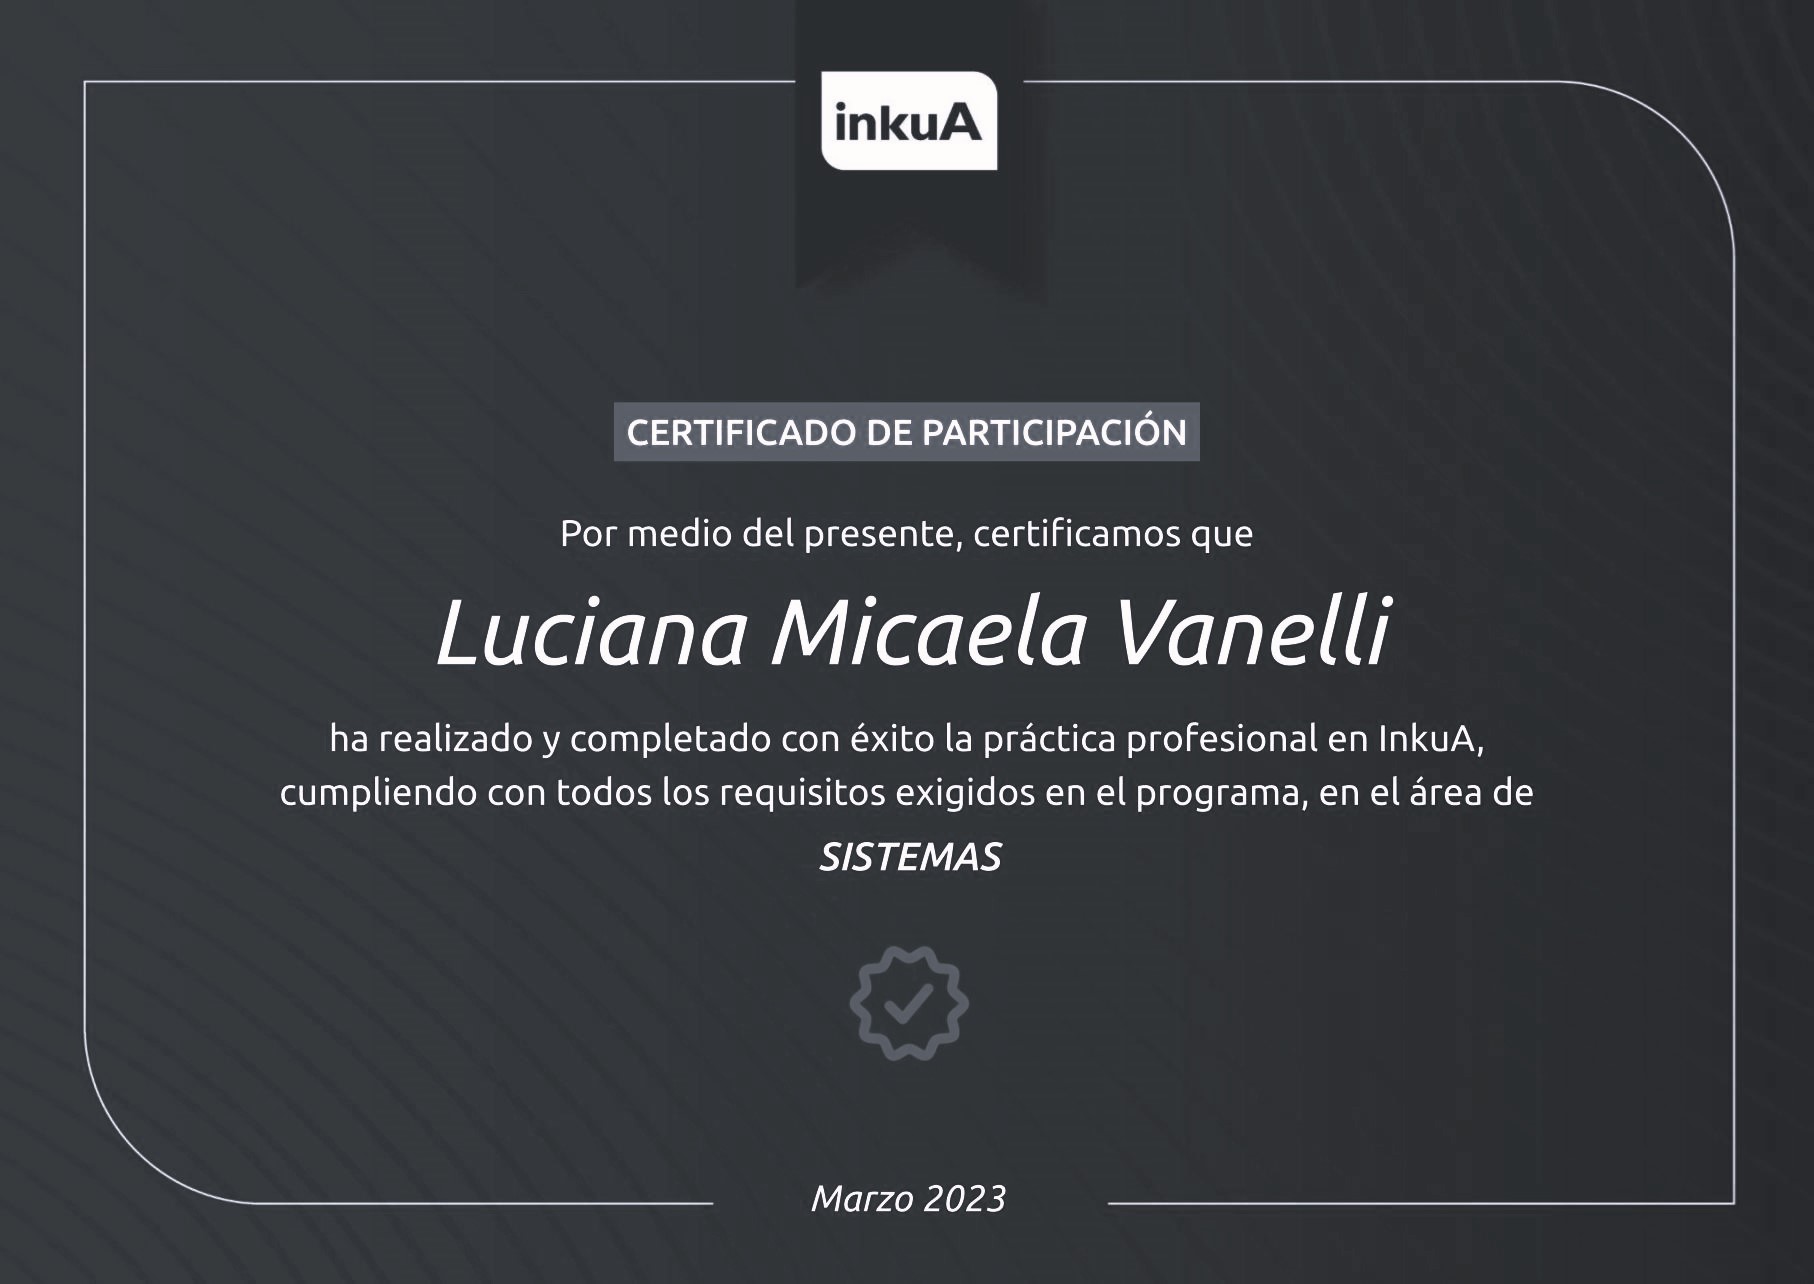 inkuA
CERTIFICADO DE PARTICIPACIÓN
Por medio del presente, certificamos que
Luciana Micaela Vanelli
ha realizado y completado con éxito la práctica profesional en InkuA,
cumpliendo con todos los requisitos exigidos en el programa, en el área de
SISTEMAS
Marzo 2023